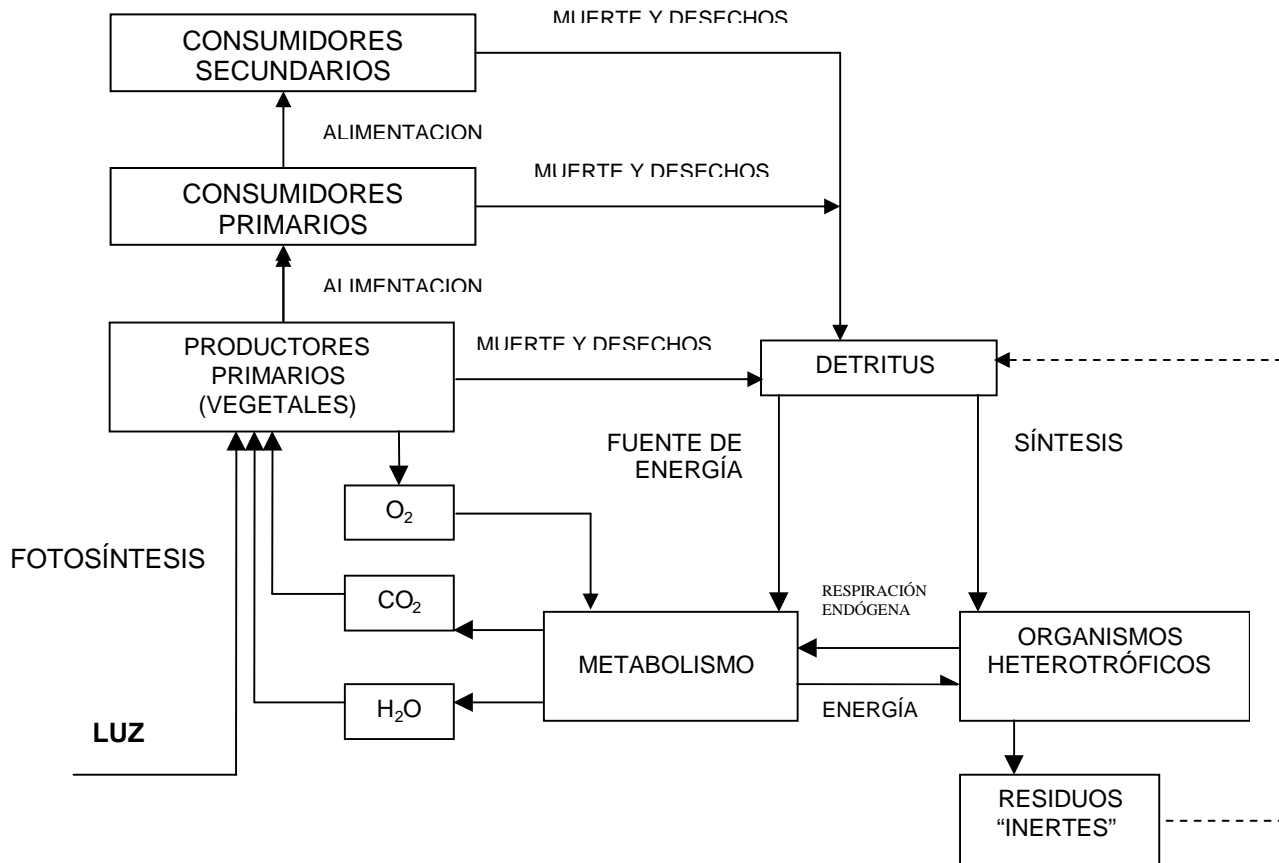 MUERTE Y DESECHOS
CONSUMIDORES
SECUNDARIOS
ALIMENTACION
MUERTE Y DESECHOS
CONSUMIDORES
PRIMARIOS
ALIMENTACION
PRODUCTORES
PRIMARIOS
(VEGETALES)
MUERTE Y DESECHOS
DETRITUS
FUENTE DE
ENERGÍA
SÍNTESIS
O₂
FOTOSÍNTESIS
CO₂
RESPIRACIÓN
ENDÓGENA
METABOLISMO
ORGANISMOS
HETEROTRÓFICOS
H₂O
ENERGÍA
LUZ
RESIDUOS
“INERTES”